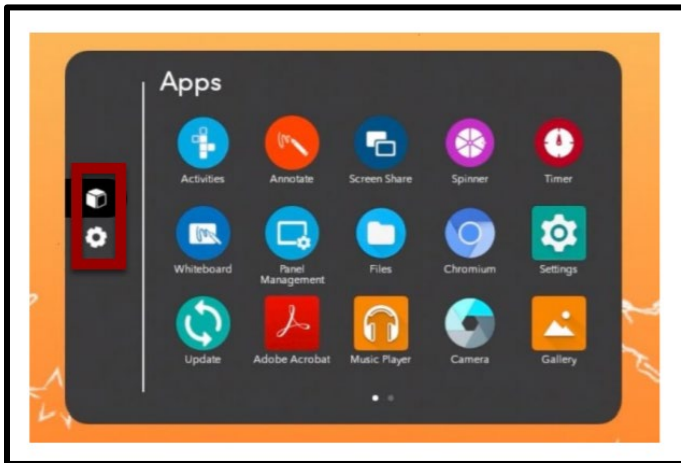 Apps
Activities Annotate Screen Share Spinner Timer
Whiteboard Panel Management Files Chromium Settings
Update Adobe Acrobat Music Player Camera Gallery